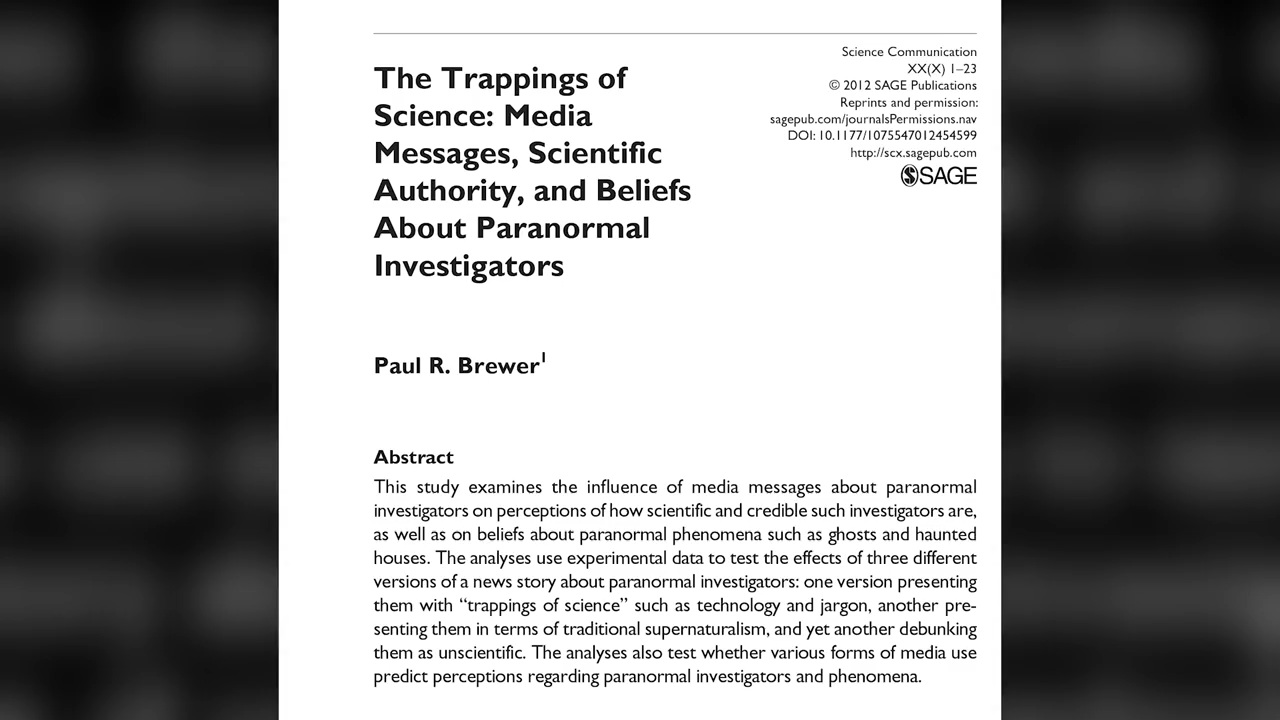 The Trappings of
Science: Media
Messages, Scientific
Authority, and Beliefs
About Paranormal
Investigators
Science Communication
XX(X) 1–23
© 2012 SAGE Publications
Reprints and permission:
sagepub.com/journalsPermissions.nav
DOI: 10.1177/1075547012454599
http://scx.sagepub.com
SAGE
Paul R. Brewer¹
Abstract
This study examines the influence of media messages about paranormal
investigators on perceptions of how scientific and credible such investigators are,
as well as on beliefs about paranormal phenomena such as ghosts and haunted
houses. The analyses use experimental data to test the effects of three different
versions of a news story about paranormal investigators: one version presenting
them with “trappings of science” such as technology and jargon, another pre-
senting them in terms of traditional supernaturalism, and yet another debunking
them as unscientific. The analyses also test whether various forms of media use
predict perceptions regarding paranormal investigators and phenomena.